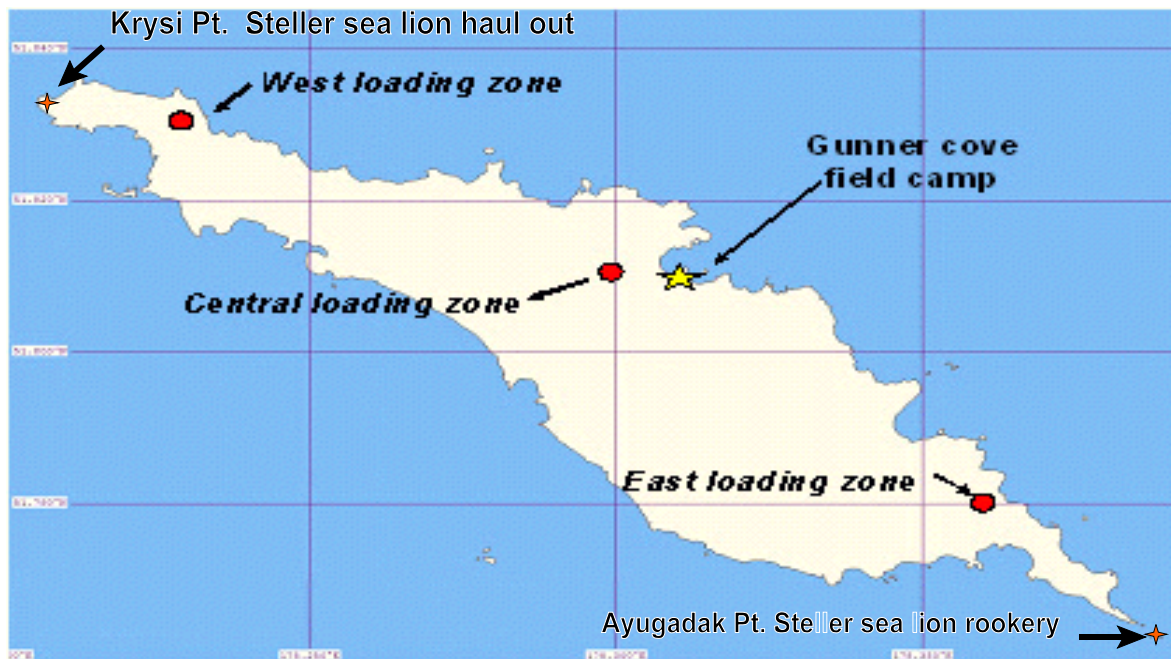 Krysi Pt.  Steller sea lion haul out
West loading zone
Gunner cove
field camp
Central loading zone
East loading zone
Ayugadak Pt. Steller sea lion rookery